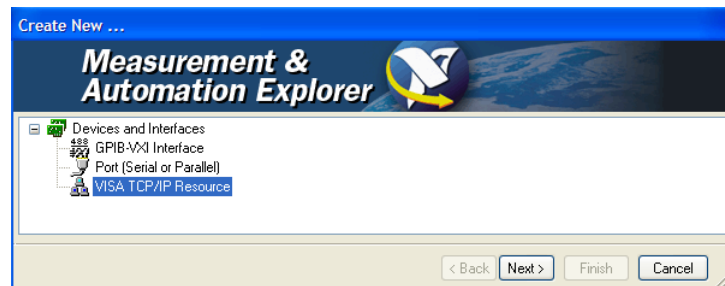 Create New ...
Measurement &
Automation Explorer
Devices and Interfaces
GPIB-VXI Interface
Port (Serial or Parallel)
VISA TCP/IP Resource
< Back Next > Finish Cancel